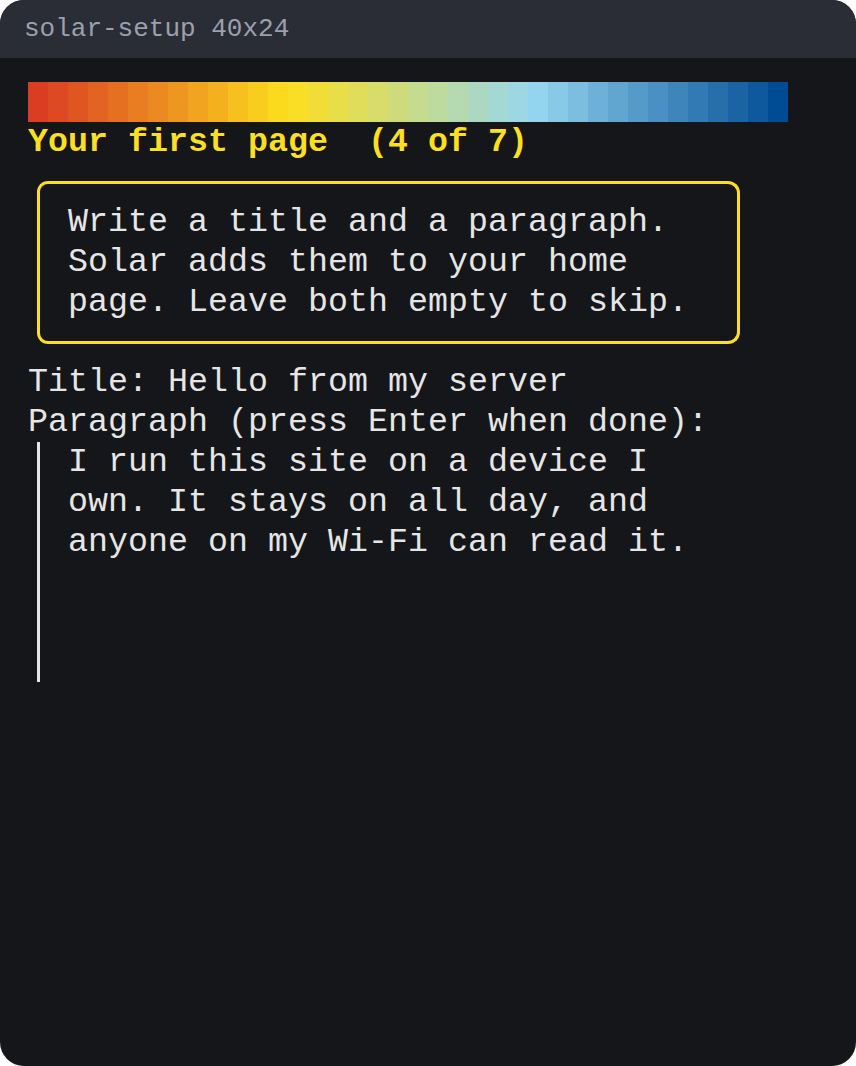 solar-setup 40x24
Your first page  (4 of 7)
Write a title and a paragraph.
Solar adds them to your home
page. Leave both empty to skip.
Title: Hello from my server
Paragraph (press Enter when done):
I run this site on a device I
own. It stays on all day, and
anyone on my Wi-Fi can read it.